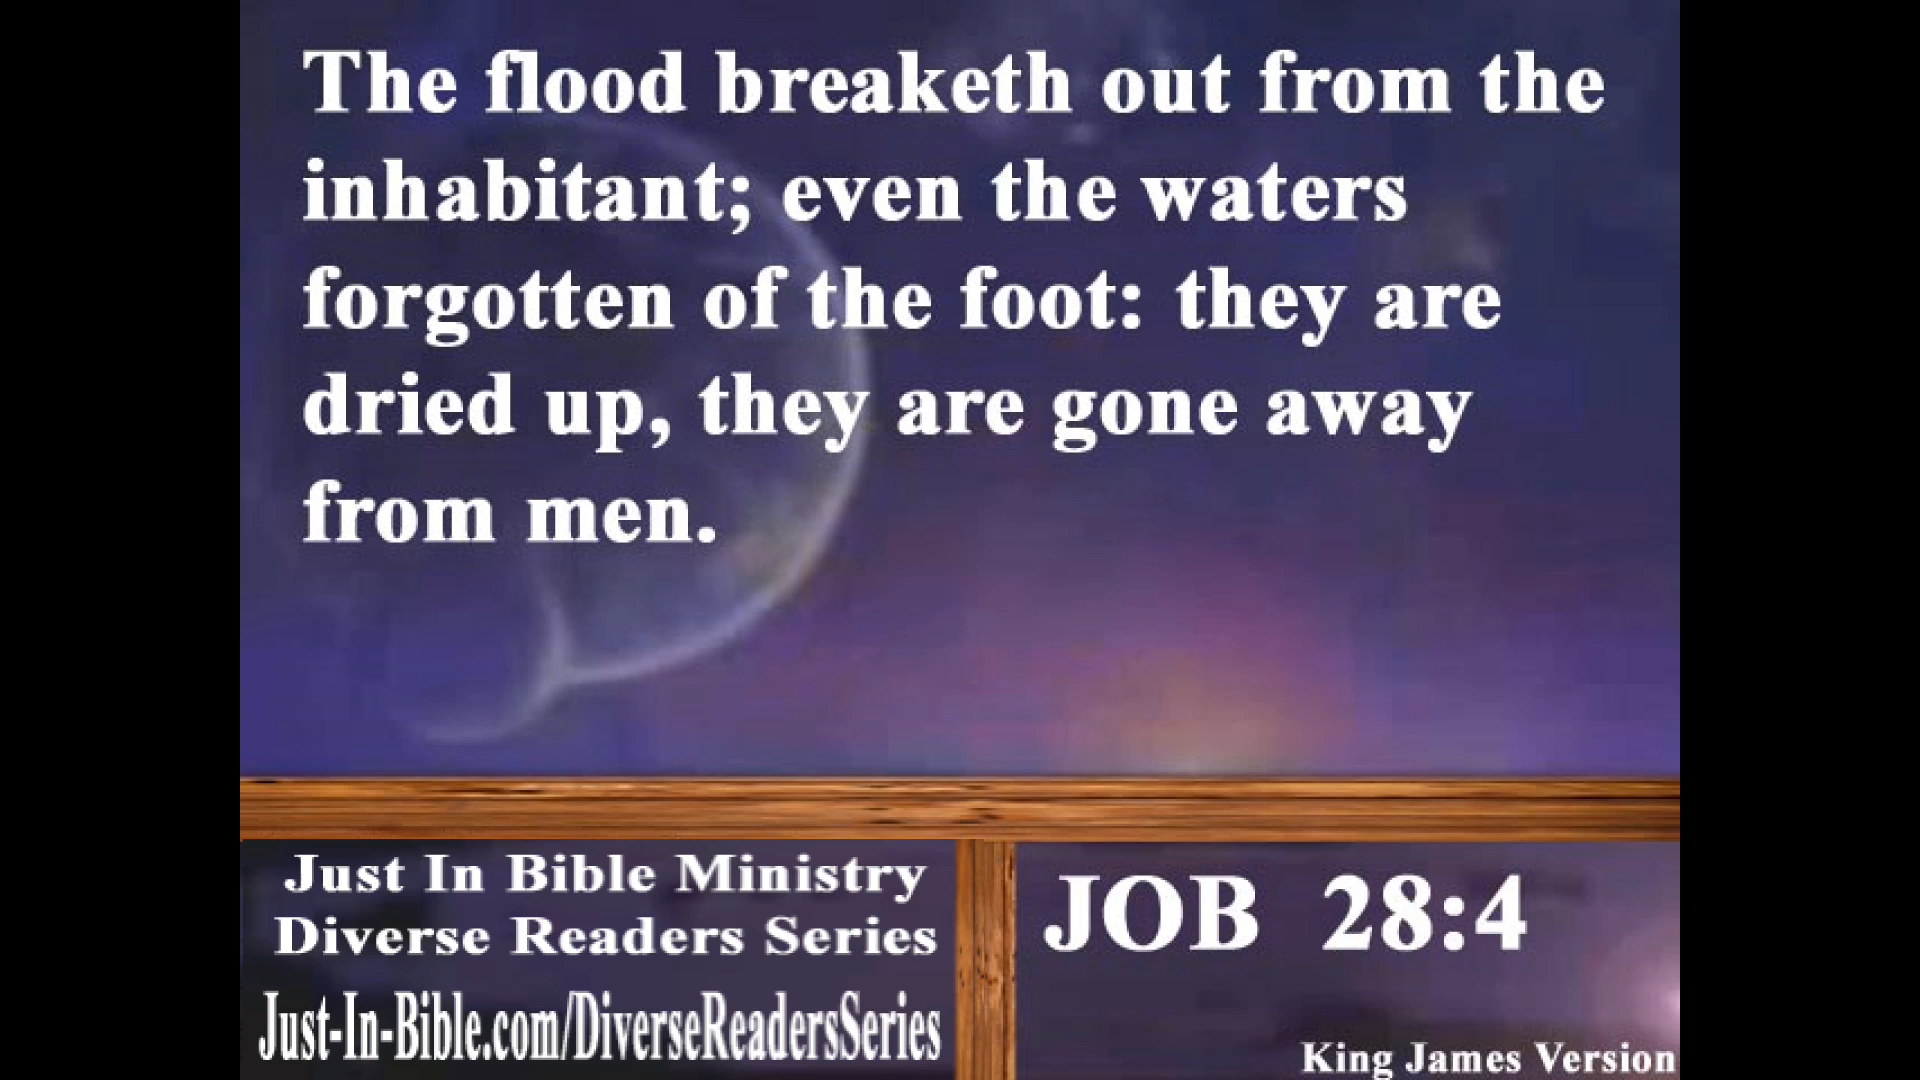 The flood breaketh out from the
inhabitant; even the waters
forgotten of the foot: they are
dried up, they are gone away
from men.
Just In Bible Ministry
Diverse Readers Series
Just-In-Bible.com/DiverseReadersSeries
JOB 28:4
King James Version